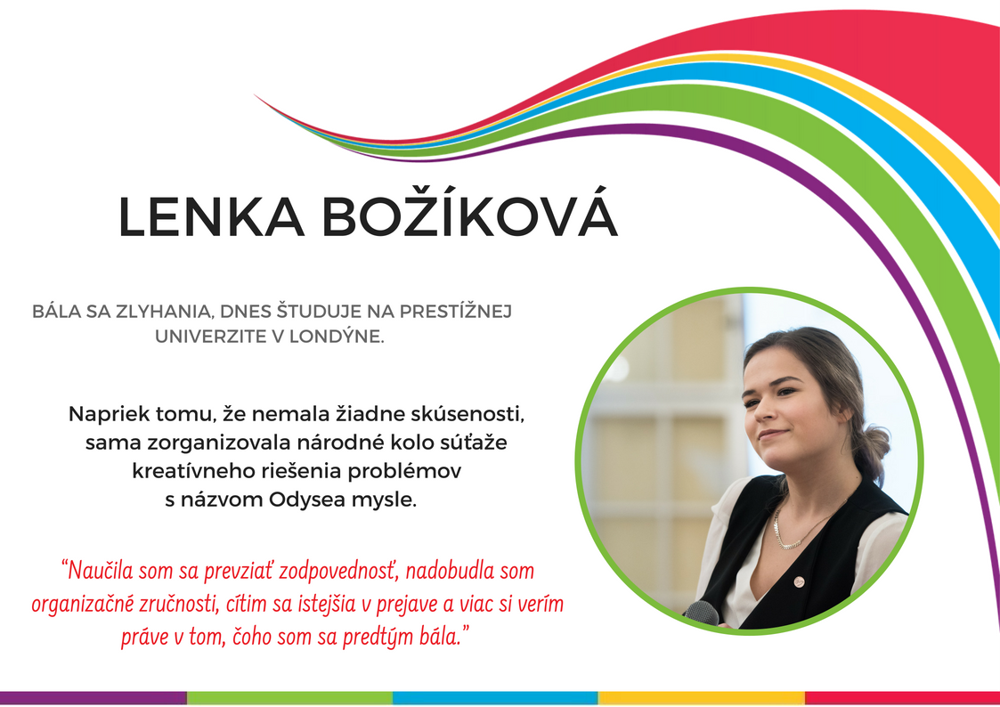 LENKA BOŽÍKOVÁ
BÁLA SA ZLYHANIA, DNES ŠTUDUJE NA PRESTÍŽNEJ
UNIVERZITE V LONDÝNE.
Napriek tomu, že nemala žiadne skúsenosti,
sama zorganizovala národné kolo súťaže
kreatívneho riešenia problémov
s názvom Odysea mysle.
“Naučila som sa prevziať zodpovednosť, nadobudla som
organizačné zručnosti, cítim sa istejšia v prejave a viac si verím
práve v tom, čoho som sa predtým bála.”